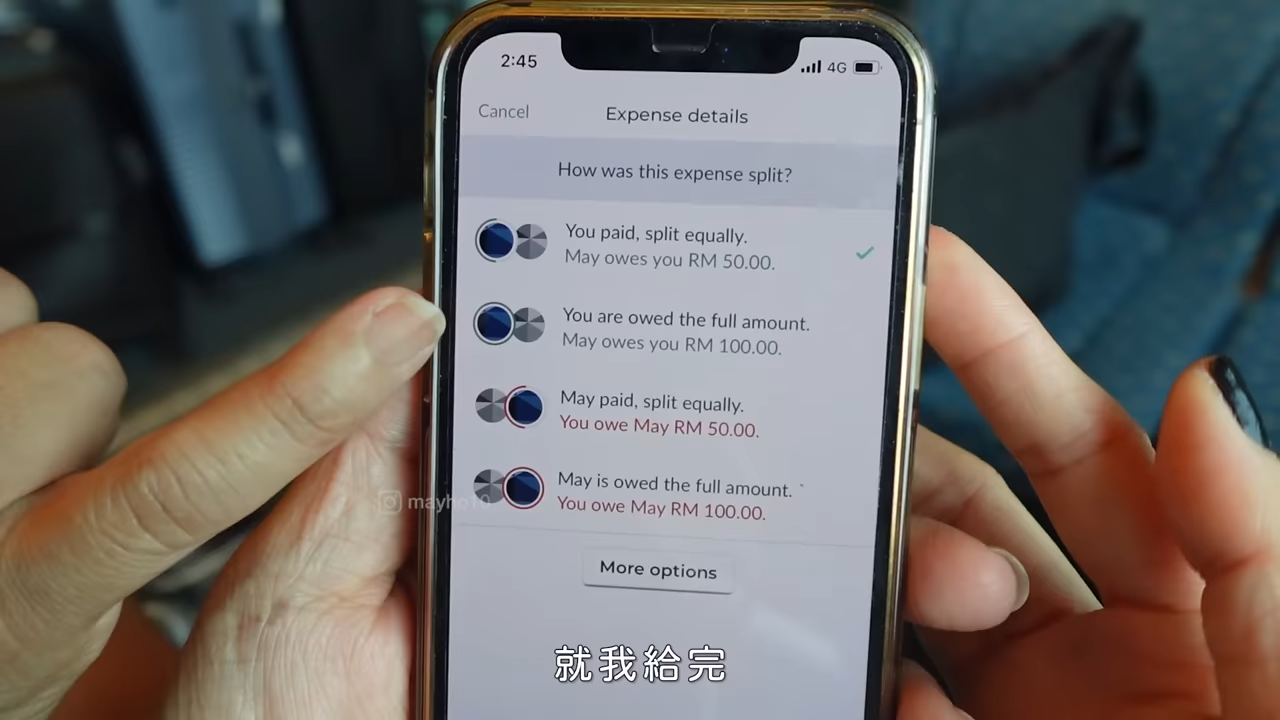 2:45
4G
Cancel
Expense details
How was this expense split?
You paid, split equally.
May owes you RM 50.00.
You are owed the full amount.
May owes you RM 100.00.
May paid, split equally.
You owe May RM 50.00.
May is owed the full amount.
You owe May RM 100.00.
mayho10
More options
就我給完